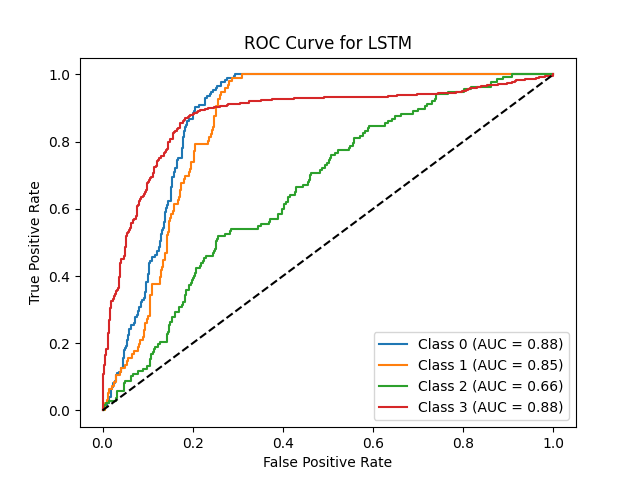 ROC Curve for LSTM
True Positive Rate
1.0
0.8
0.6
0.4
0.2
0.0
0.0 0.2 0.4 0.6 0.8 1.0
False Positive Rate
Class 0 (AUC = 0.88)
Class 1 (AUC = 0.85)
Class 2 (AUC = 0.66)
Class 3 (AUC = 0.88)